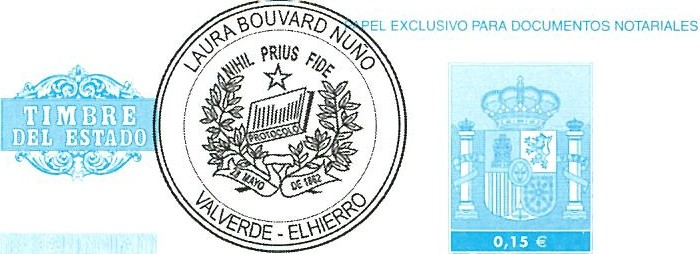 PAPEL EXCLUSIVO PARA DOCUMENTOS NOTARIALES
TIMBRE
DEL ESTADO
LAURA BOUVARD NUÑO
NIHIL PRIUS FIDE
PROTOCOLO
28 MAYO
DE 1862
VALVERDE - ELHIERRO
0,15 €